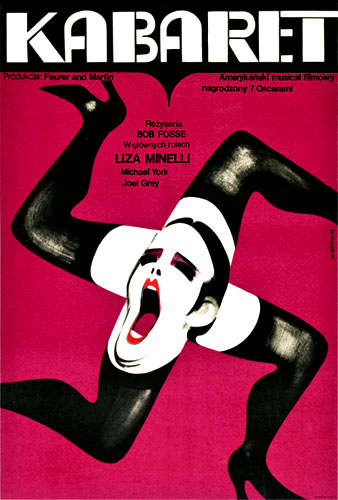 KABARET
Produkcja: Feurer and Martin
Amerykański musical filmowy
nagrodzony 7 Oscarami
Reżyseria
BOB FOSSE
W głównych rolach
LIZA MINELLI
Michael York
Joel Grey